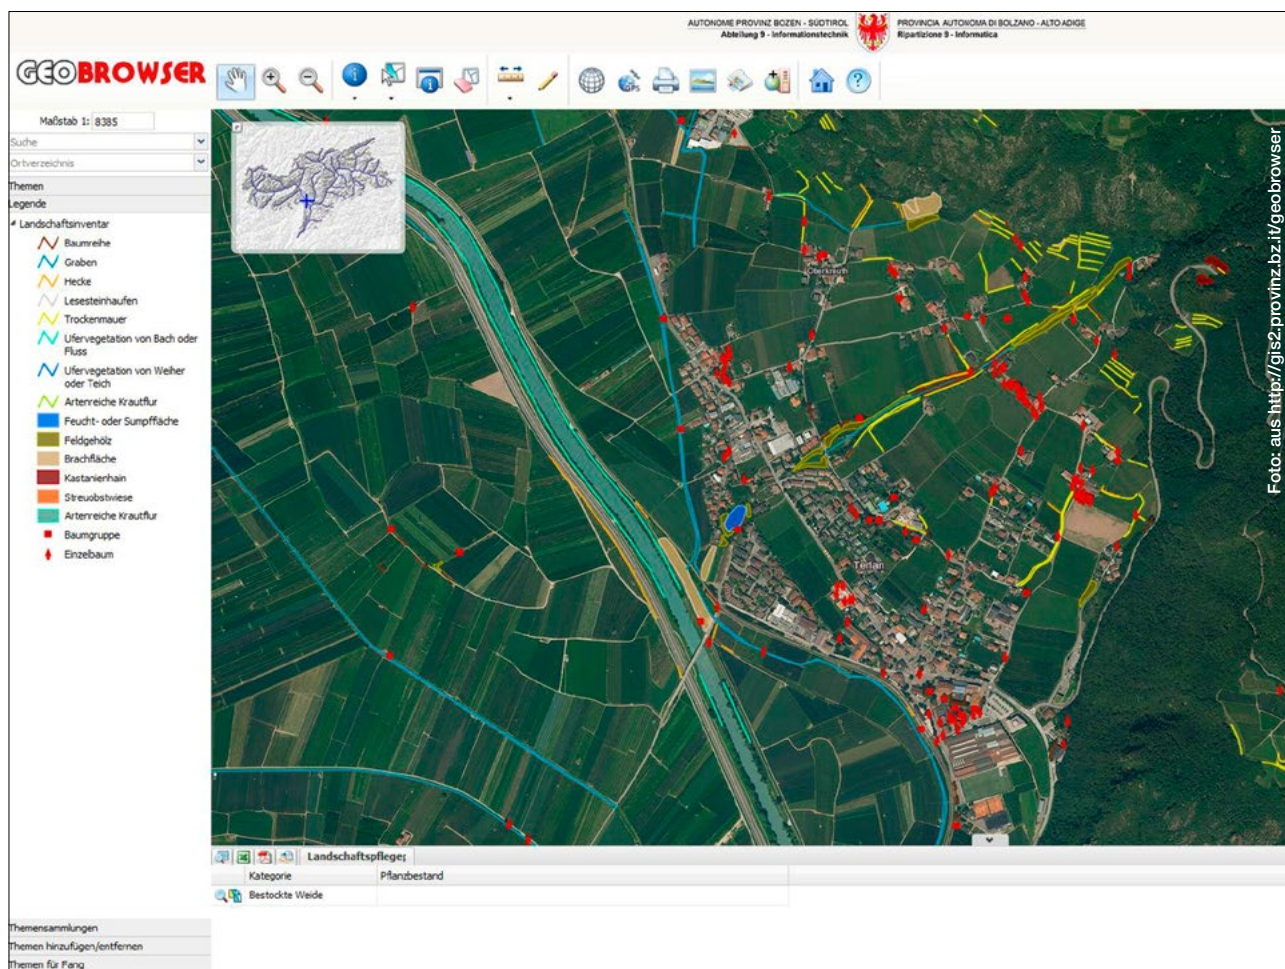 AUTONOME PROVINZ BOZEN - SÜDTIROL
Abteilung 9 - Informationstechnik
PROVINCIA AUTONOMA DI BOLZANO - ALTO ADIGE
Ripartizione 9 - Informatica
GEOBROWSER
GPS
Maßstab 1: 8385
Suche
Ortverzeichnis
Themen
Legende
Landschaftsinventar
Baumreihe
Graben
Hecke
Lesesteinhaufen
Trockenmauer
Ufervegetation von Bach oder
Fluss
Ufervegetation von Weiher
oder Teich
Artenreiche Krautflur
Feucht- oder Sumpffläche
Feldgehölz
Brachfläche
Kastanienhain
Streuobstwiese
Artenreiche Krautflur
Baumgruppe
Einzelbaum
Oberkreuth
Terlan
Foto: aus http://gis2.provinz.bz.it/geobrowser
Landschaftspflege;
Kategorie Pflanzbestand
Bestockte Weide
Themensammlungen
Themen hinzufügen/entfernen
Themen für Fang